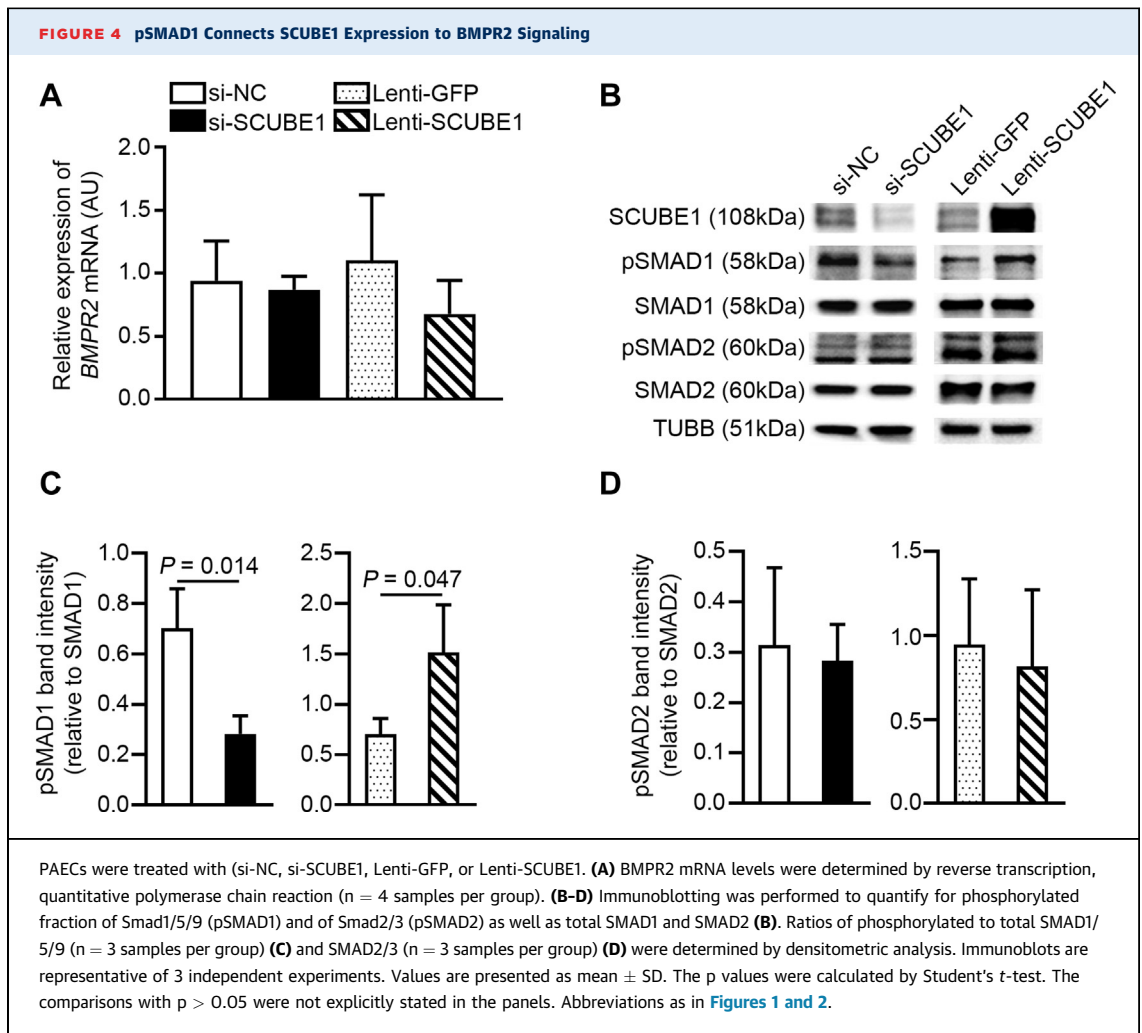 FIGURE 4 pSMAD1 Connects SCUBE1 Expression to BMPR2 Signaling
A
si-NC
Lenti-GFP
si-SCUBE1
Lenti-SCUBE1
Relative expression of
BMPR2 mRNA (AU)
2.0
1.5
1.0
0.5
0.0
B
si-NC
si-SCUBE1
Lenti-GFP
Lenti-SCUBE1
SCUBE1 (108kDa)
pSMAD1 (58kDa)
SMAD1 (58kDa)
pSMAD2 (60kDa)
SMAD2 (60kDa)
TUBB (51kDa)
C
pSMAD1 band intensity
(relative to SMAD1)
1.0
0.8
0.6
0.4
0.2
0.0
P = 0.014
2.5
2.0
1.5
1.0
0.5
0.0
P = 0.047
D
pSMAD2 band intensity
(relative to SMAD2)
0.5
0.4
0.3
0.2
0.1
0.0
1.5
1.0
0.5
0.0
PAECs were treated with (si-NC, si-SCUBE1, Lenti-GFP, or Lenti-SCUBE1. (A) BMPR2 mRNA levels were determined by reverse transcription,
quantitative polymerase chain reaction (n = 4 samples per group). (B-D) Immunoblotting was performed to quantify for phosphorylated
fraction of Smad1/5/9 (pSMAD1) and of Smad2/3 (pSMAD2) as well as total SMAD1 and SMAD2 (B). Ratios of phosphorylated to total SMAD1/
5/9 (n = 3 samples per group) (C) and SMAD2/3 (n = 3 samples per group) (D) were determined by densitometric analysis. Immunoblots are
representative of 3 independent experiments. Values are presented as mean ± SD. The p values were calculated by Student's t-test. The
comparisons with p > 0.05 were not explicitly stated in the panels. Abbreviations as in Figures 1 and 2.